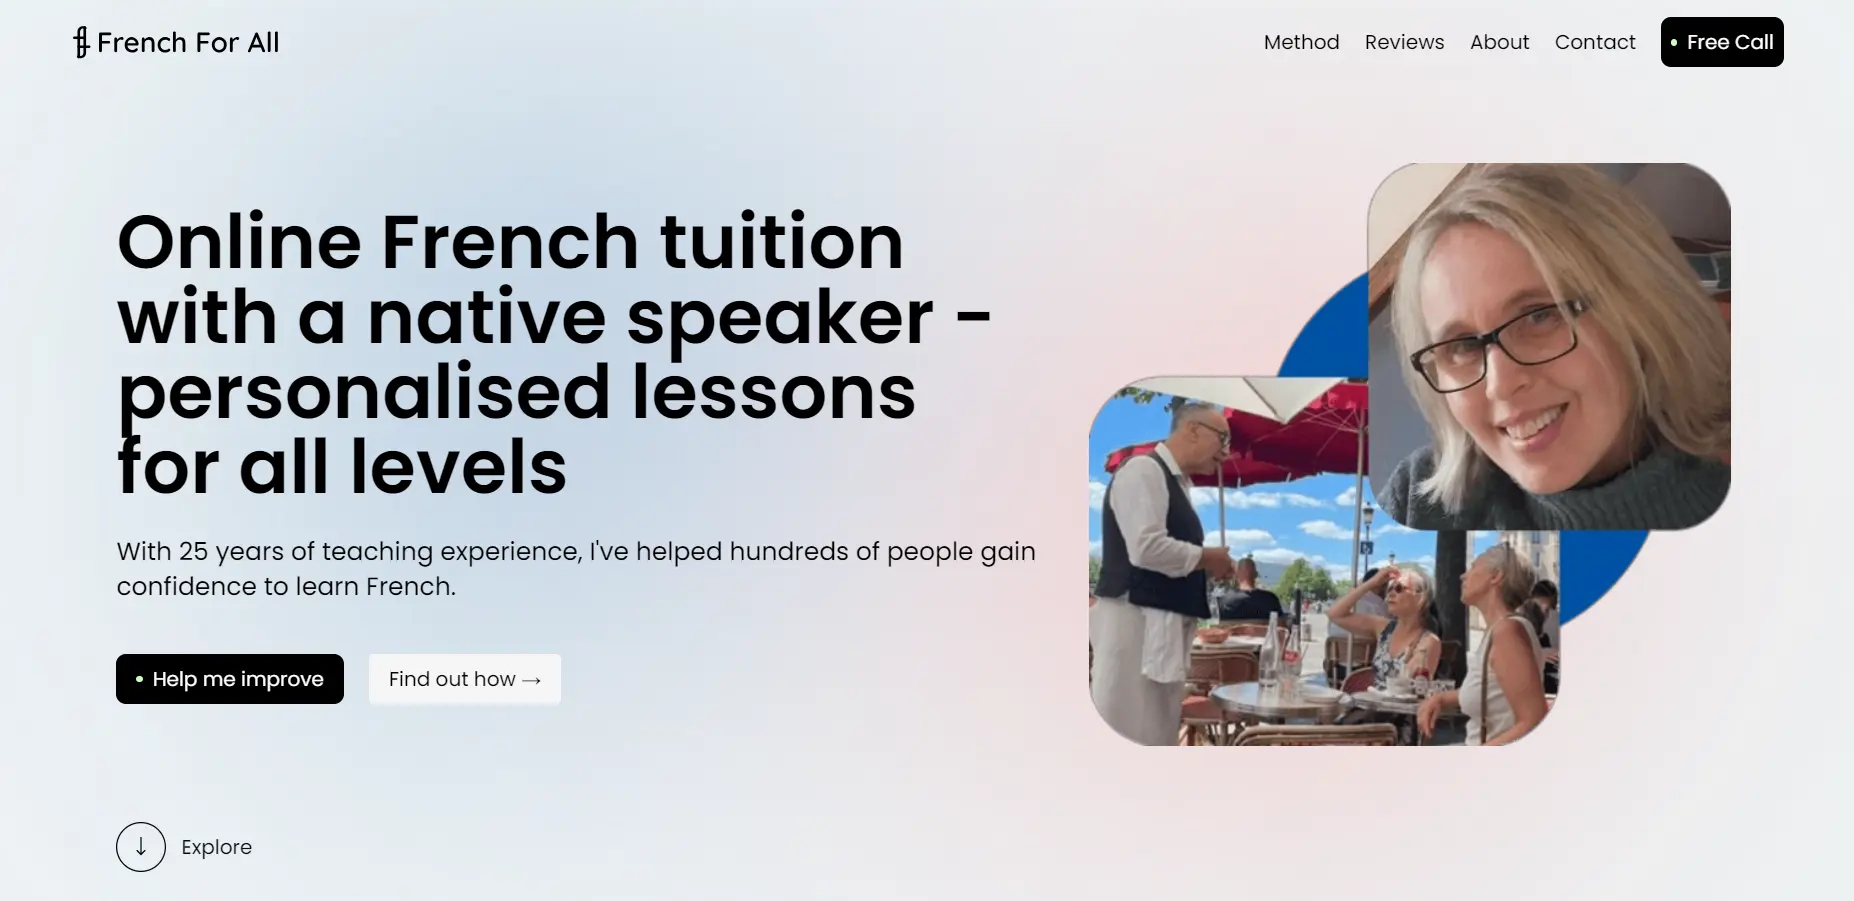 French For All
Method
Reviews
About
Contact
Free Call
Online French tuition
with a native speaker -
personalised lessons
for all levels
With 25 years of teaching experience, I've helped hundreds of people gain
confidence to learn French.
Help me improve
Find out how →
↓ Explore